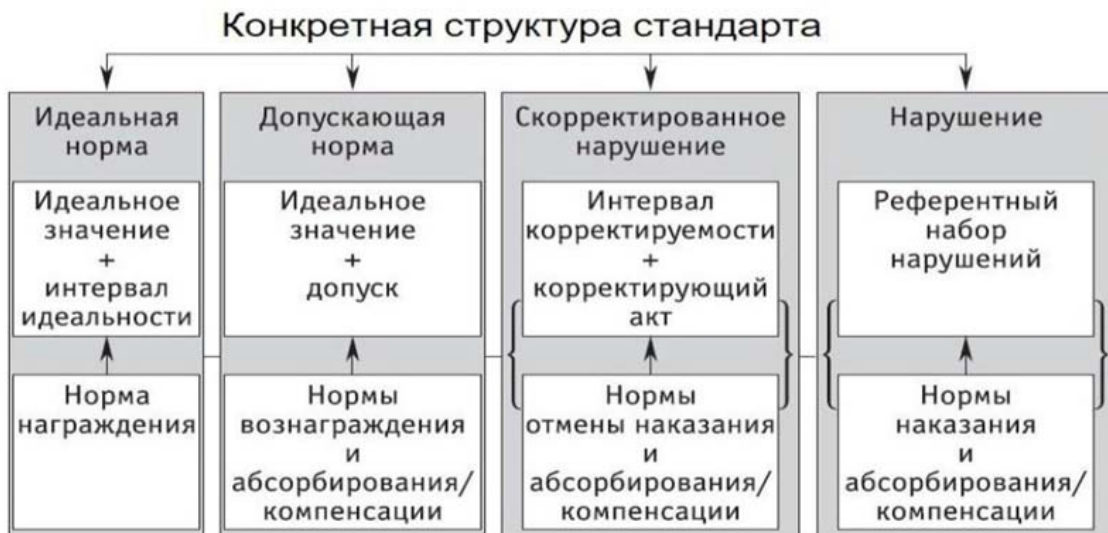 Конкретная структура стандарта
Идеальная
норма
Идеальное
значение
+
интервал
идеальности
Норма
награждения
Допускающая
норма
Идеальное
значение
+
допуск
Нормы
вознаграждения
и
абсорбирования/
компенсации
Скорректированное
нарушение
Интервал
корректируемости
+
корректирующий
акт
Нормы
отмены наказания
и
абсорбирования/
компенсации
Нарушение
Референтный
набор
нарушений
Нормы
наказания
и
абсорбирования/
компенсации